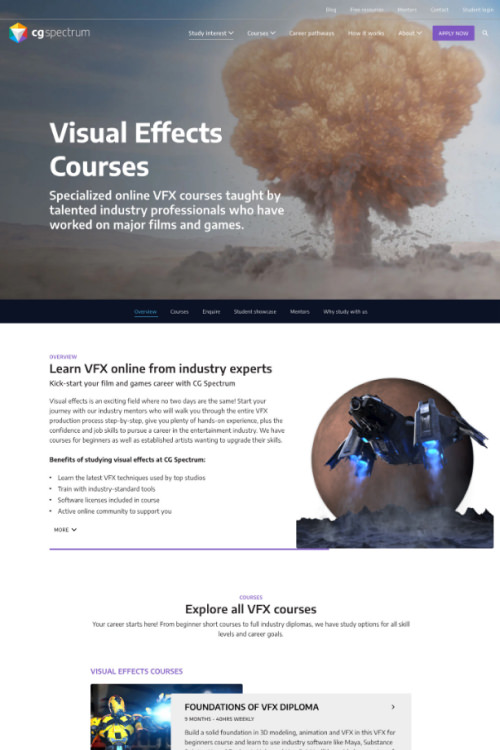 Blog Free resources Mentors Contact Student login
cgspectrum Study interest Courses Career pathways How it works About APPLY NOW
Visual Effects
Courses
Specialized online VFX courses taught by
talented industry professionals who have
worked on major films and games.
Overview Courses Enquire Student showcase Mentors Why study with us
OVERVIEW
Learn VFX online from industry experts
Kick-start your film and games career with CG Spectrum
Visual effects is an exciting field where no two days are the same! Start your
journey with our industry mentors who will walk you through the entire VFX
production process step-by-step, give you plenty of hands-on experience, plus the
confidence and job skills to pursue a career in the entertainment industry. We have
courses for beginners as well as established artists wanting to upgrade their skills.
Benefits of studying visual effects at CG Spectrum:
• Learn the latest VFX techniques used by top studios
• Train with industry-standard tools
• Software licenses included in course
• Active online community to support you
MORE
COURSES
Explore all VFX courses
Your career starts here! From beginner short courses to full industry diplomas, we have study options for all skill
levels and career goals.
VISUAL EFFECTS COURSES
FOUNDATIONS OF VFX DIPLOMA
9 MONTHS - 40HRS WEEKLY
Build a solid foundation in 3D modeling, animation and VFX in this VFX for
beginners course and learn to use industry software like Maya, Substance